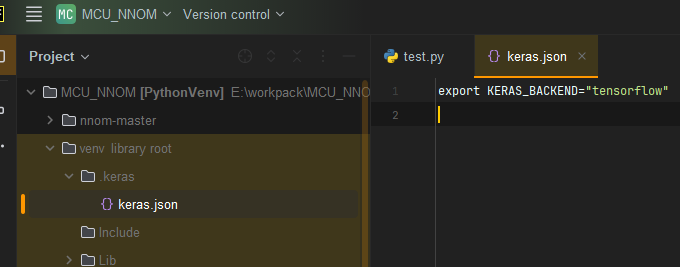 MC MCU_NNOM Version control
Project
test.py
keras.json
MCU_NNOM [PythonVenv] E:\workpack\MCU_NNO
nnom-master
venv library root
.keras
keras.json
Include
Lib
1 export KERAS_BACKEND="tensorflow"
2